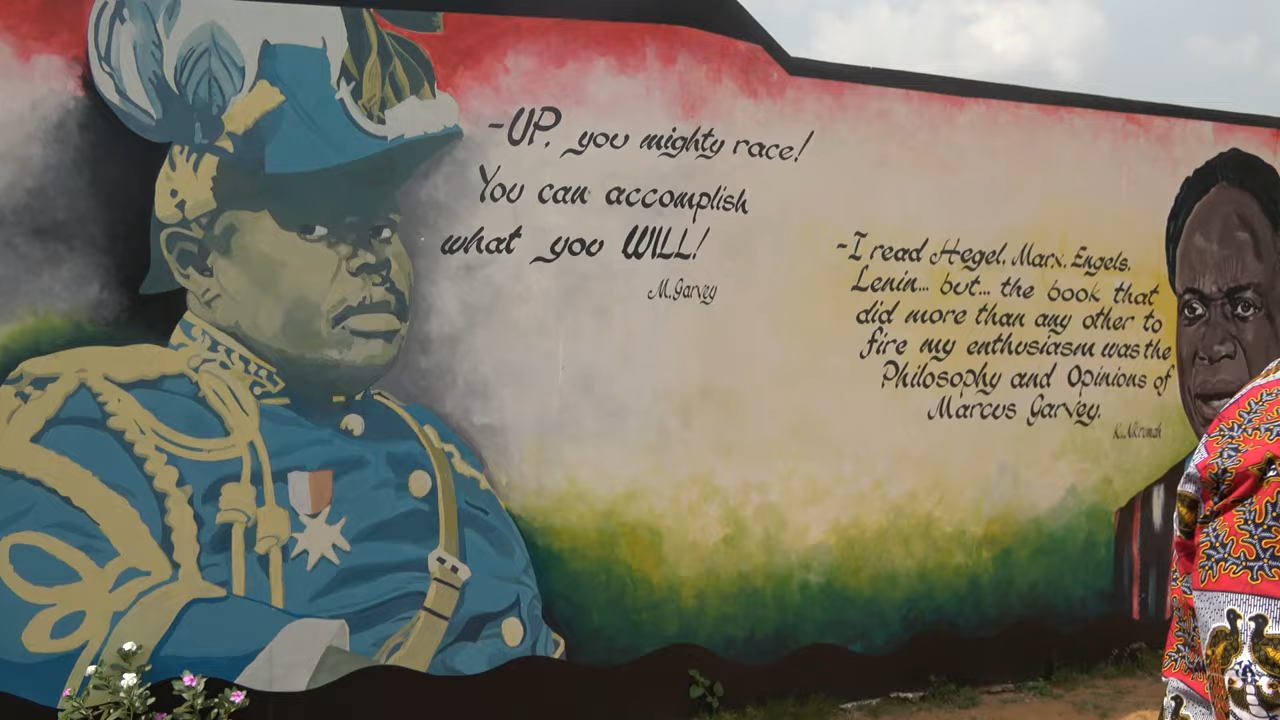 -UP, you mighty race!
You can accomplish
what you WILL!
M. Garvey
-I read Hegel, Marx, Engels,
Lenin... but... the book that
did more than any other to
fire my enthusiasm was the
Philosophy and Opinions of
Marcus Garvey.
K. Nkrumah